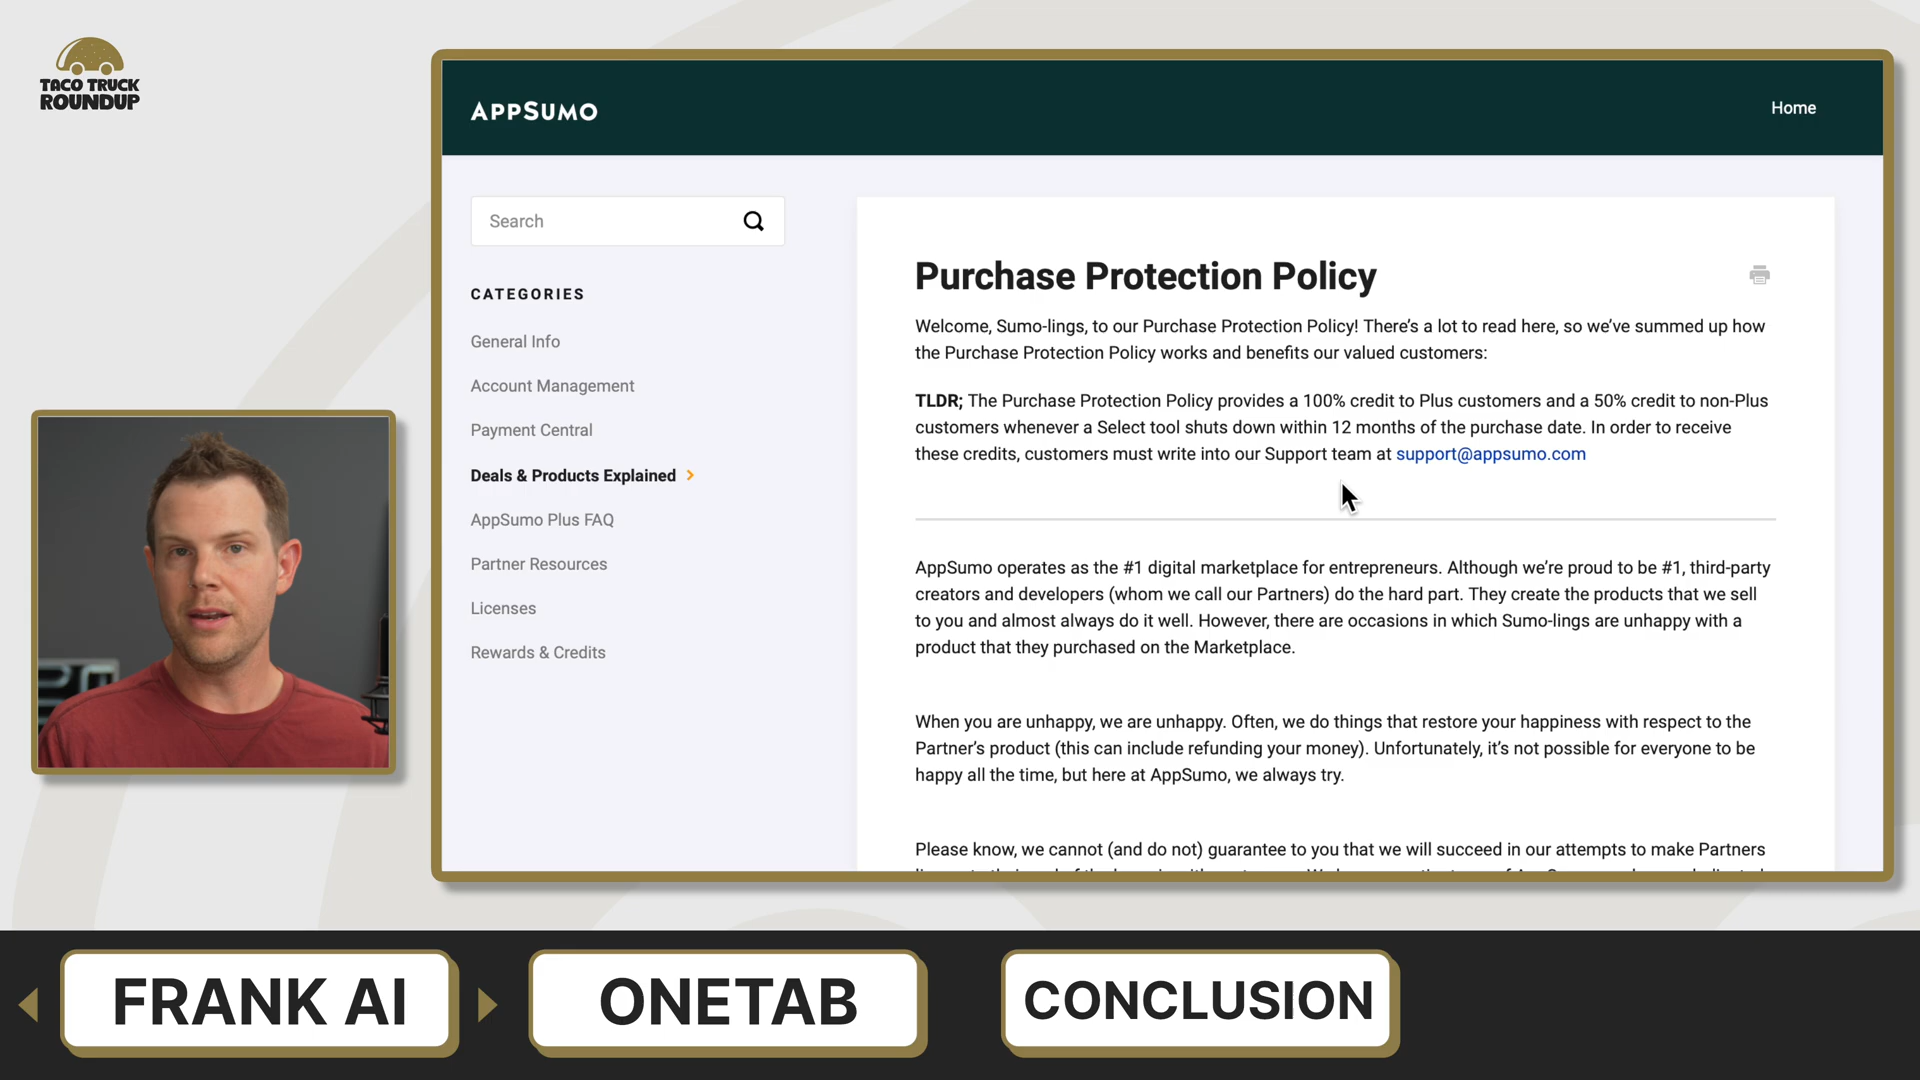 TACO TRUCK
ROUNDUP
APPSUMO
Home
Search
CATEGORIES
General Info
Account Management
Payment Central
Deals & Products Explained
AppSumo Plus FAQ
Partner Resources
Licenses
Rewards & Credits
Purchase Protection Policy
Welcome, Sumo-lings, to our Purchase Protection Policy! There's a lot to read here, so we've summed up how
the Purchase Protection Policy works and benefits our valued customers:
TLDR; The Purchase Protection Policy provides a 100% credit to Plus customers and a 50% credit to non-Plus
customers whenever a Select tool shuts down within 12 months of the purchase date. In order to receive
these credits, customers must write into our Support team at support@appsumo.com
AppSumo operates as the #1 digital marketplace for entrepreneurs. Although we're proud to be #1, third-party
creators and developers (whom we call our Partners) do the hard part. They create the products that we sell
to you and almost always do it well. However, there are occasions in which Sumo-lings are unhappy with a
product that they purchased on the Marketplace.
When you are unhappy, we are unhappy. Often, we do things that restore your happiness with respect to the
Partner's product (this can include refunding your money). Unfortunately, it's not possible for everyone to be
happy all the time, but here at AppSumo, we always try.
Please know, we cannot (and do not) guarantee to you that we will succeed in our attempts to make Partners
FRANK AI
ONETAB
CONCLUSION